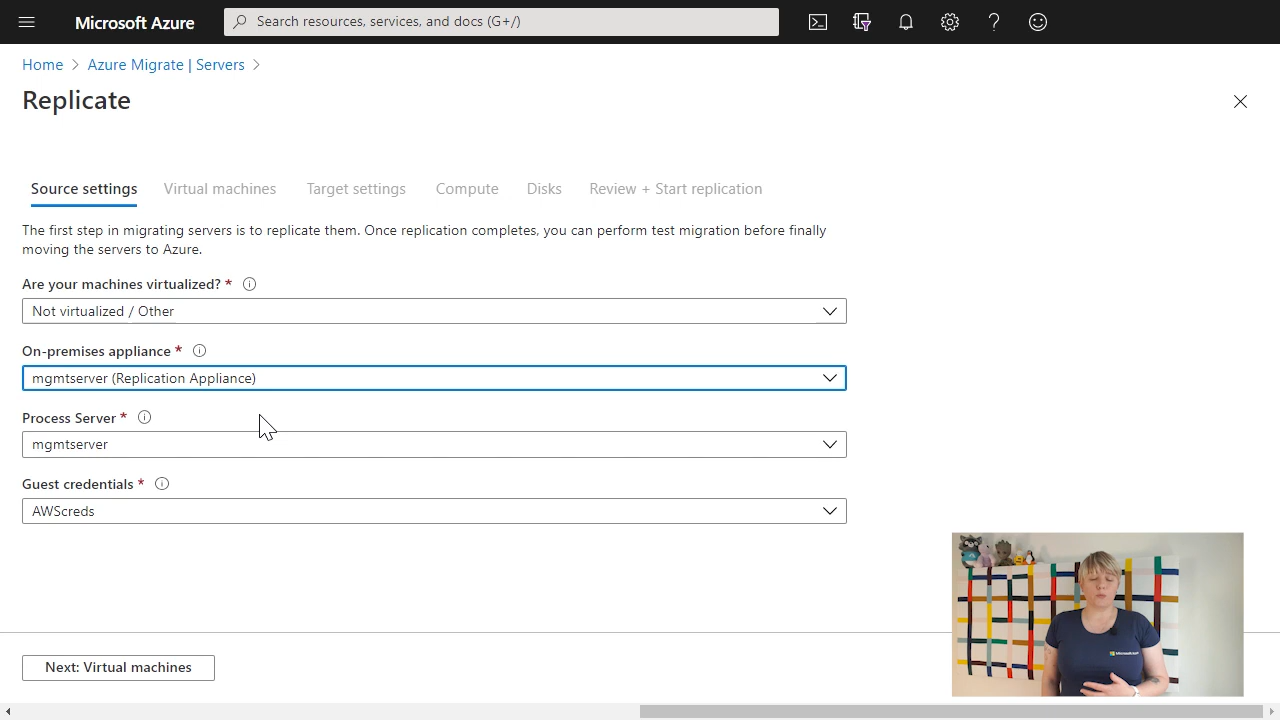 Microsoft Azure
Search resources, services, and docs (G+/)
Home > Azure Migrate | Servers >
Replicate
Source settings Virtual machines Target settings Compute Disks Review + Start replication
The first step in migrating servers is to replicate them. Once replication completes, you can perform test migration before finally
moving the servers to Azure.
Are your machines virtualized? *
Not virtualized / Other
On-premises appliance *
mgmtserver (Replication Appliance)
Process Server *
mgmtserver
Guest credentials *
AWScreds
Microsoft Azure
Next: Virtual machines